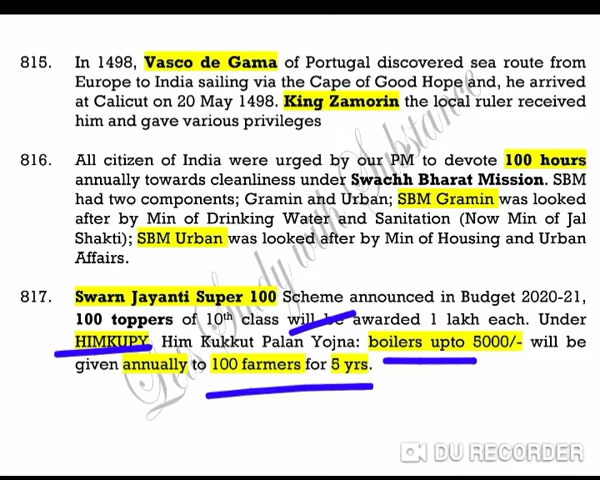 815. In 1498, Vasco de Gama of Portugal discovered sea route from
Europe to India sailing via the Cape of Good Hope and, he arrived
at Calicut on 20 May 1498. King Zamorin the local ruler received
him and gave various privileges
816. All citizen of India were urged by our PM to devote 100 hours
annually towards cleanliness under Swachh Bharat Mission. SBM
had two components; Gramin and Urban; SBM Gramin was looked
after by Min of Drinking Water and Sanitation (Now Min of Jal
Shakti); SBM Urban was looked after by Min of Housing and Urban
Affairs.
817. Swarn Jayanti Super 100 Scheme announced in Budget 2020-21,
100 toppers of 10th class will be awarded 1 lakh each. Under
HIMKUPY, Him Kukkut Palan Yojna: boilers upto 5000/- will be
given annually to 100 farmers for 5 yrs.
Lets Study with Substance
DU RECORDER